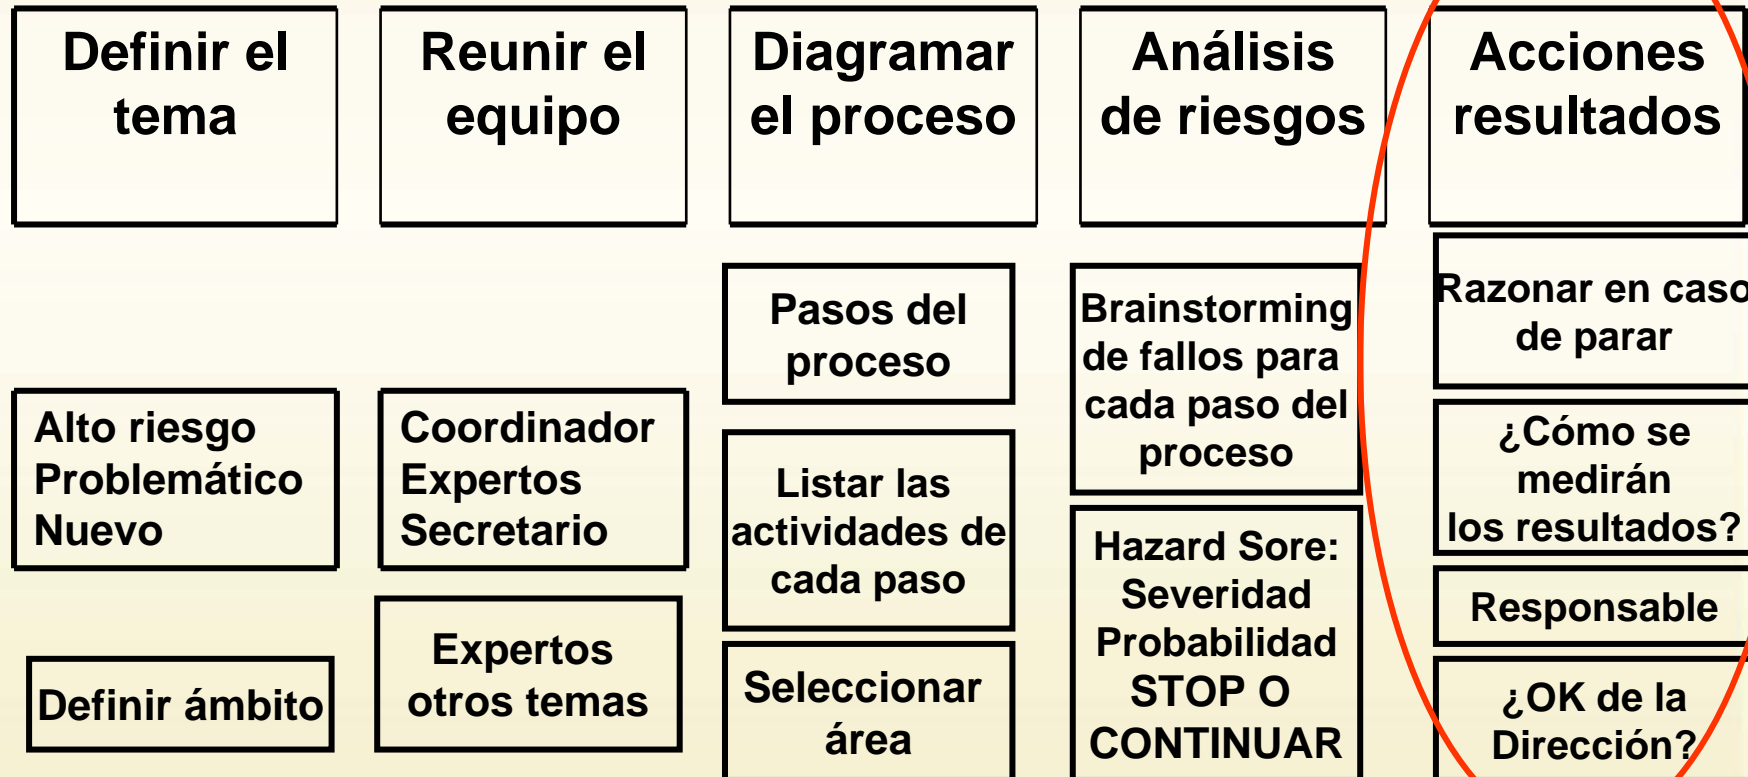 Definir el
tema
Reunir el
equipo
Diagramar
el proceso
Análisis
de riesgos
Acciones
resultados
Alto riesgo
Problemático
Nuevo
Definir ámbito
Coordinador
Expertos
Secretario
Expertos
otros temas
Pasos del
proceso
Listar las
actividades de
cada paso
Seleccionar
área
Brainstorming
de fallos para
cada paso del
proceso
Hazard Sore:
Severidad
Probabilidad
STOP O
CONTINUAR
Razonar en caso
de parar
¿Cómo se
medirán
los resultados?
Responsable
¿OK de la
Dirección?